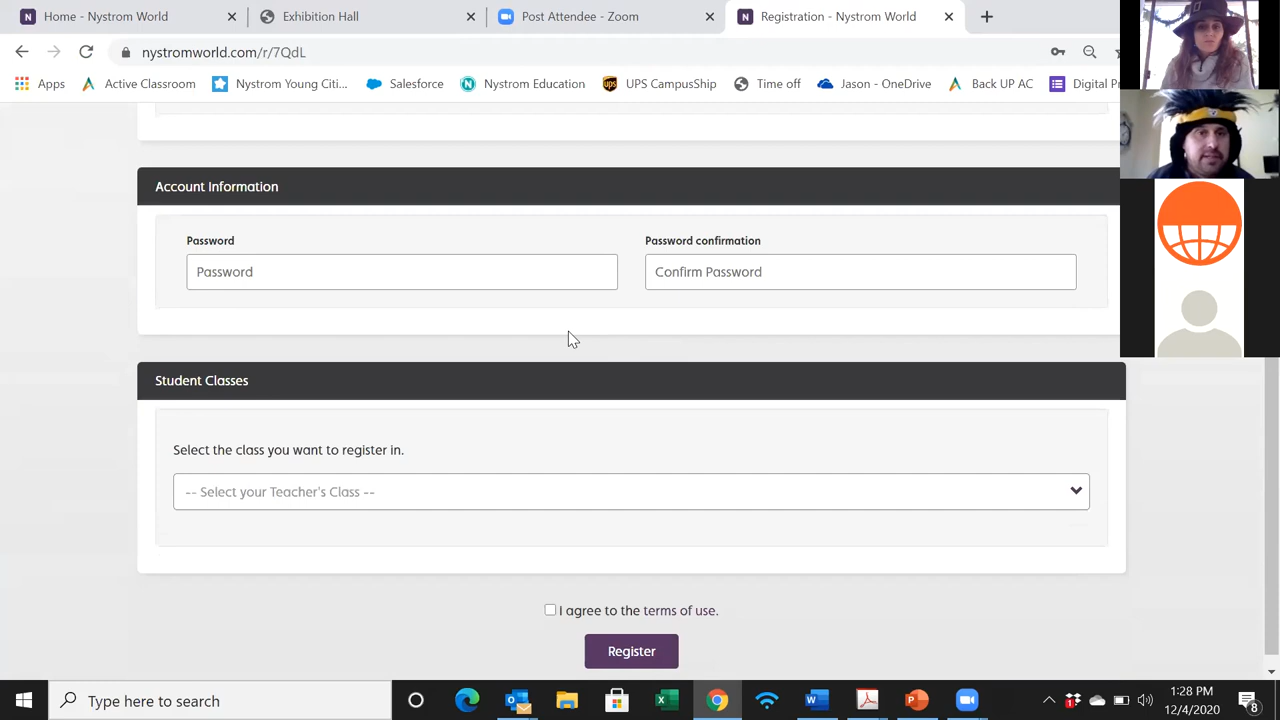 Home - Nystrom World
Exhibition Hall
Post Attendee - Zoom
Registration - Nystrom World
nystromworld.com/r/7QdL
Apps
Active Classroom
Nystrom Young Citi...
Salesforce
Nystrom Education
UPS CampusShip
Time off
Jason - OneDrive
Back UP AC
Digital P
Account Information
Password
Password confirmation
Password
Confirm Password
Student Classes
Select the class you want to register in.
-- Select your Teacher's Class --
I agree to the terms of use.
Register
Type here to search
1:28 PM
12/4/2020
8